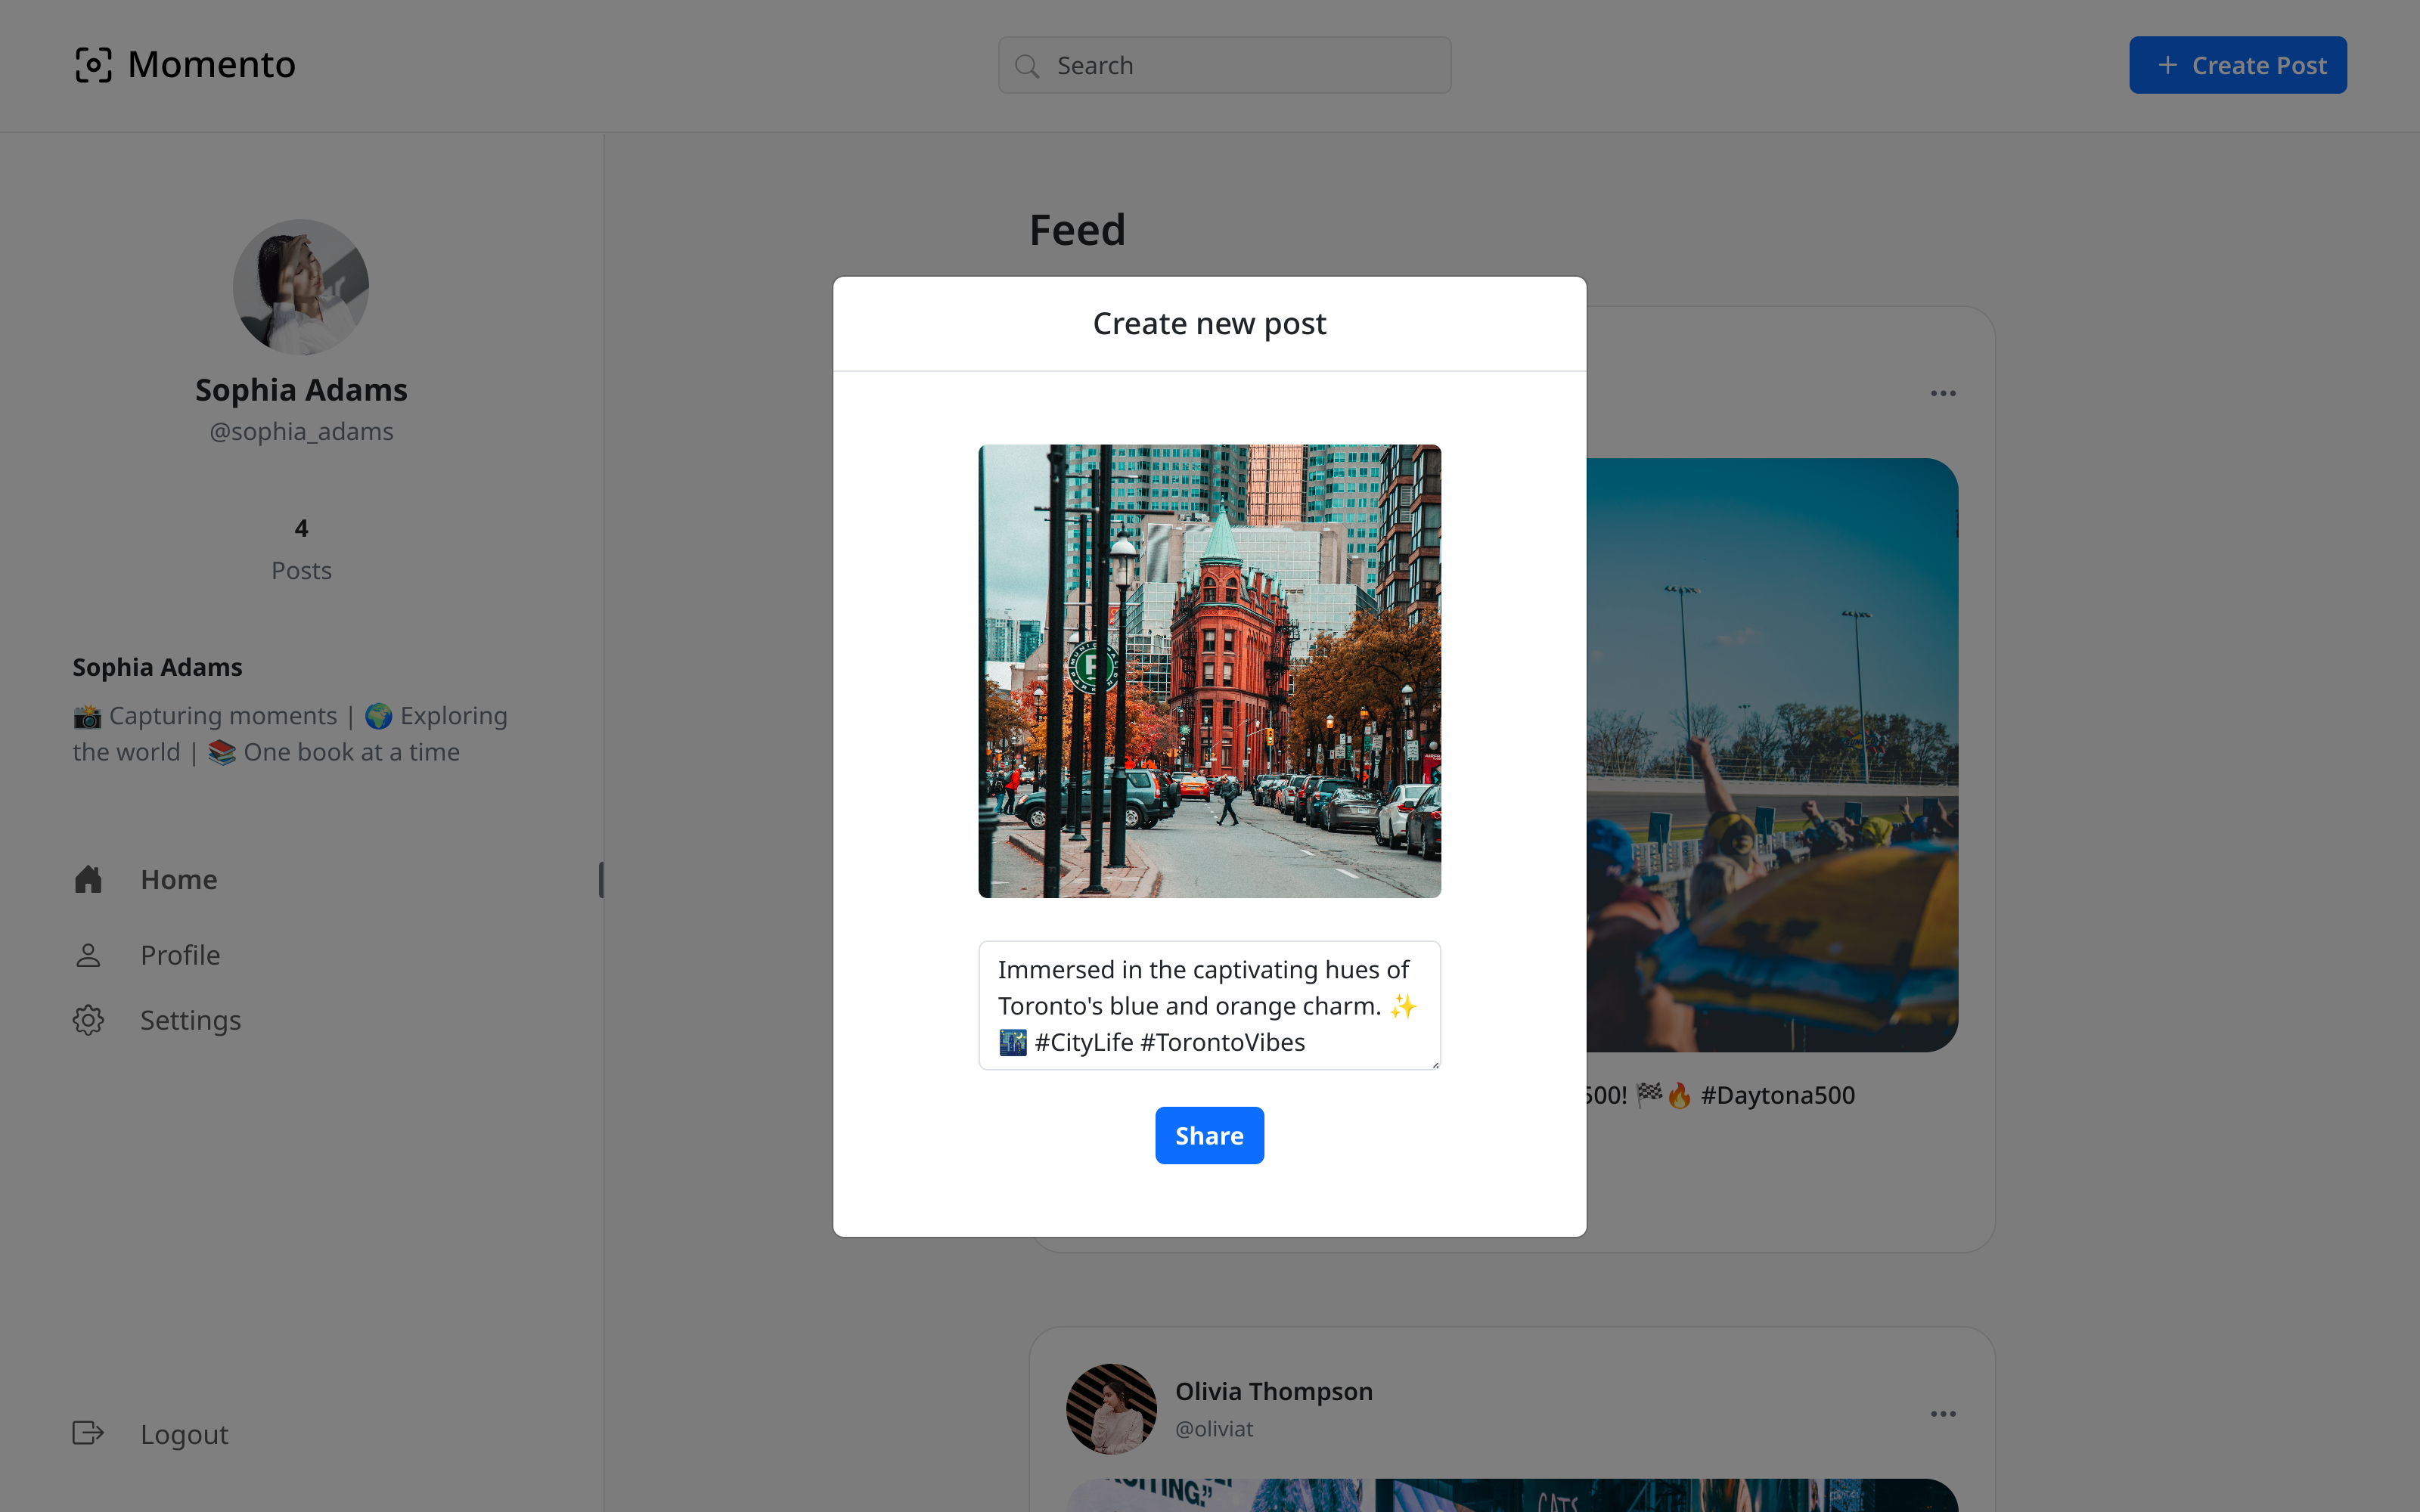 Momento
Search
Create Post
Sophia Adams
@sophia_adams
4
Posts
Sophia Adams
📸 Capturing moments | 🌍 Exploring
the world | 📚 One book at a time
Home
Profile
Settings
Logout
Feed
Create new post
Immersed in the captivating hues of
Toronto's blue and orange charm. ✨
🌃 #CityLife #TorontoVibes
Share
500! 🏁🔥 #Daytona500
Olivia Thompson
@oliviat
CATS